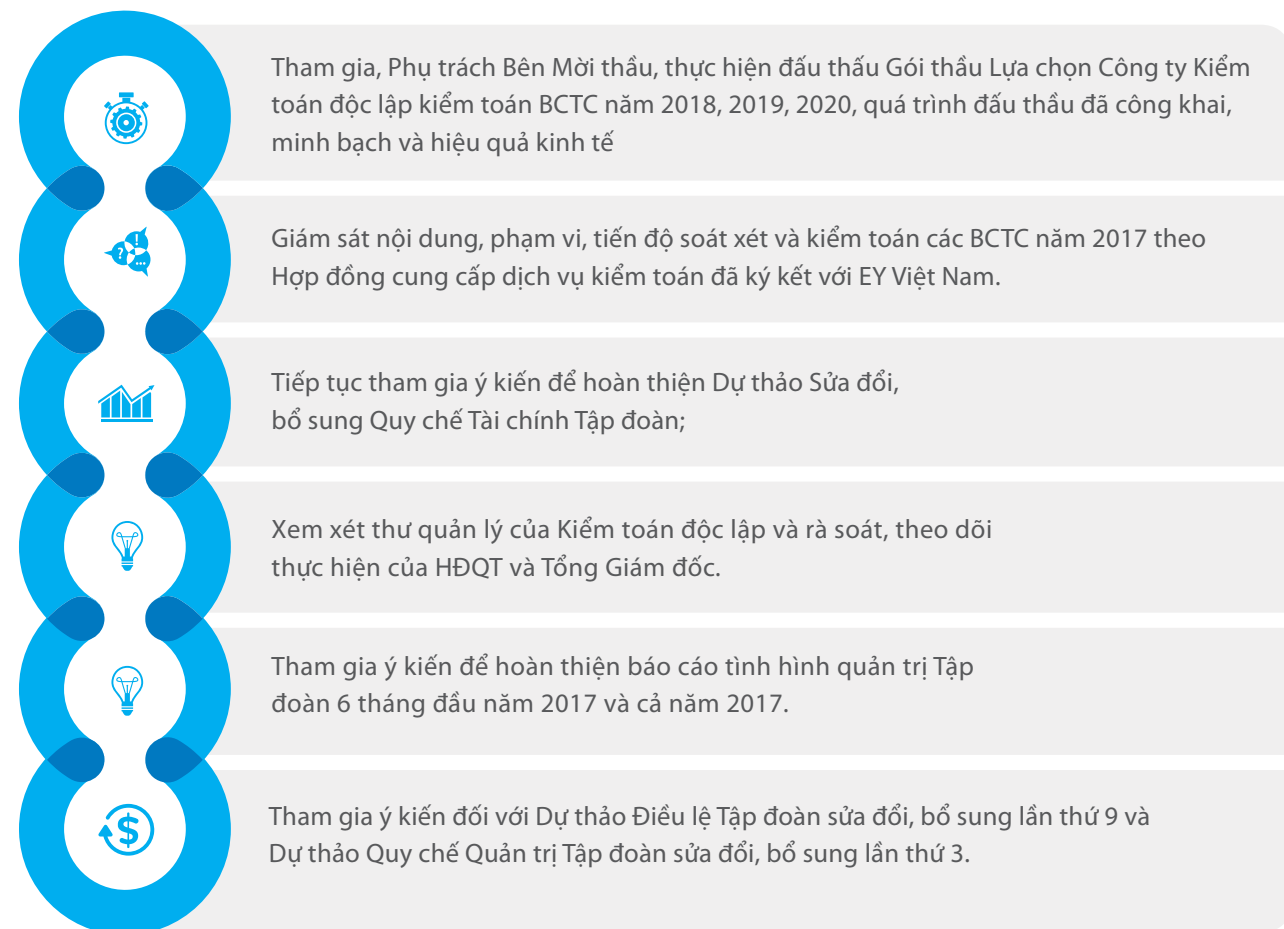 Tham gia, Phụ trách Bên Mời thầu, thực hiện đấu thấu Gói thầu Lựa chọn Công ty Kiểm
toán độc lập kiểm toán BCTC năm 2018, 2019, 2020, quá trình đấu thầu đã công khai,
minh bạch và hiệu quả kinh tế
Giám sát nội dung, phạm vi, tiến độ soát xét và kiểm toán các BCTC năm 2017 theo
Hợp đồng cung cấp dịch vụ kiểm toán đã ký kết với EY Việt Nam.
Tiếp tục tham gia ý kiến để hoàn thiện Dự thảo Sửa đổi,
bổ sung Quy chế Tài chính Tập đoàn;
Xem xét thư quản lý của Kiểm toán độc lập và rà soát, theo dõi
thực hiện của HĐQT và Tổng Giám đốc.
Tham gia ý kiến để hoàn thiện báo cáo tình hình quản trị Tập
đoàn 6 tháng đầu năm 2017 và cả năm 2017.
Tham gia ý kiến đối với Dự thảo Điều lệ Tập đoàn sửa đổi, bổ sung lần thứ 9 và
Dự thảo Quy chế Quản trị Tập đoàn sửa đổi, bổ sung lần thứ 3.